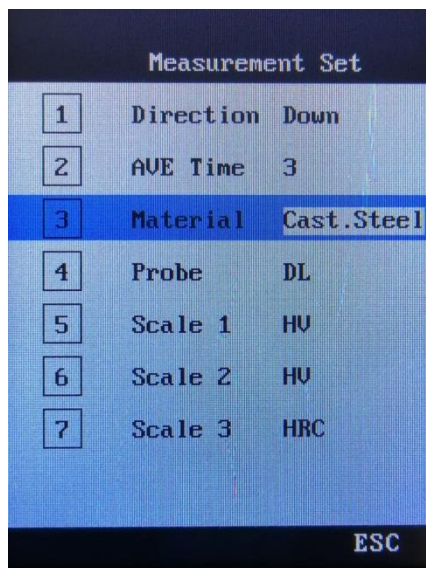 Measurement Set
1 Direction Down
2 AVE Time 3
3 Material Cast.Steel
4 Probe DL
5 Scale 1 HV
6 Scale 2 HV
7 Scale 3 HRC
ESC